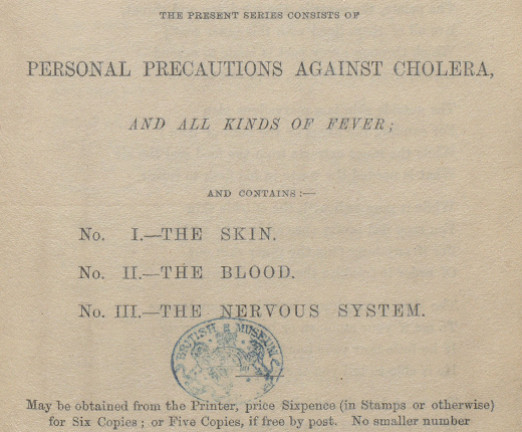 THE PRESENT SERIES CONSISTS OF
PERSONAL PRECAUTIONS AGAINST CHOLERA,
AND ALL KINDS OF FEVER;
AND CONTAINS:—
No. I.—THE SKIN.
No. II.—THE BLOOD.
No. III.—THE NERVOUS SYSTEM.
BRITISH MUSEUM
May be obtained from the Printer, price Sixpence (in Stamps or otherwise)
for Six Copies; or Five Copies, if free by post. No smaller number